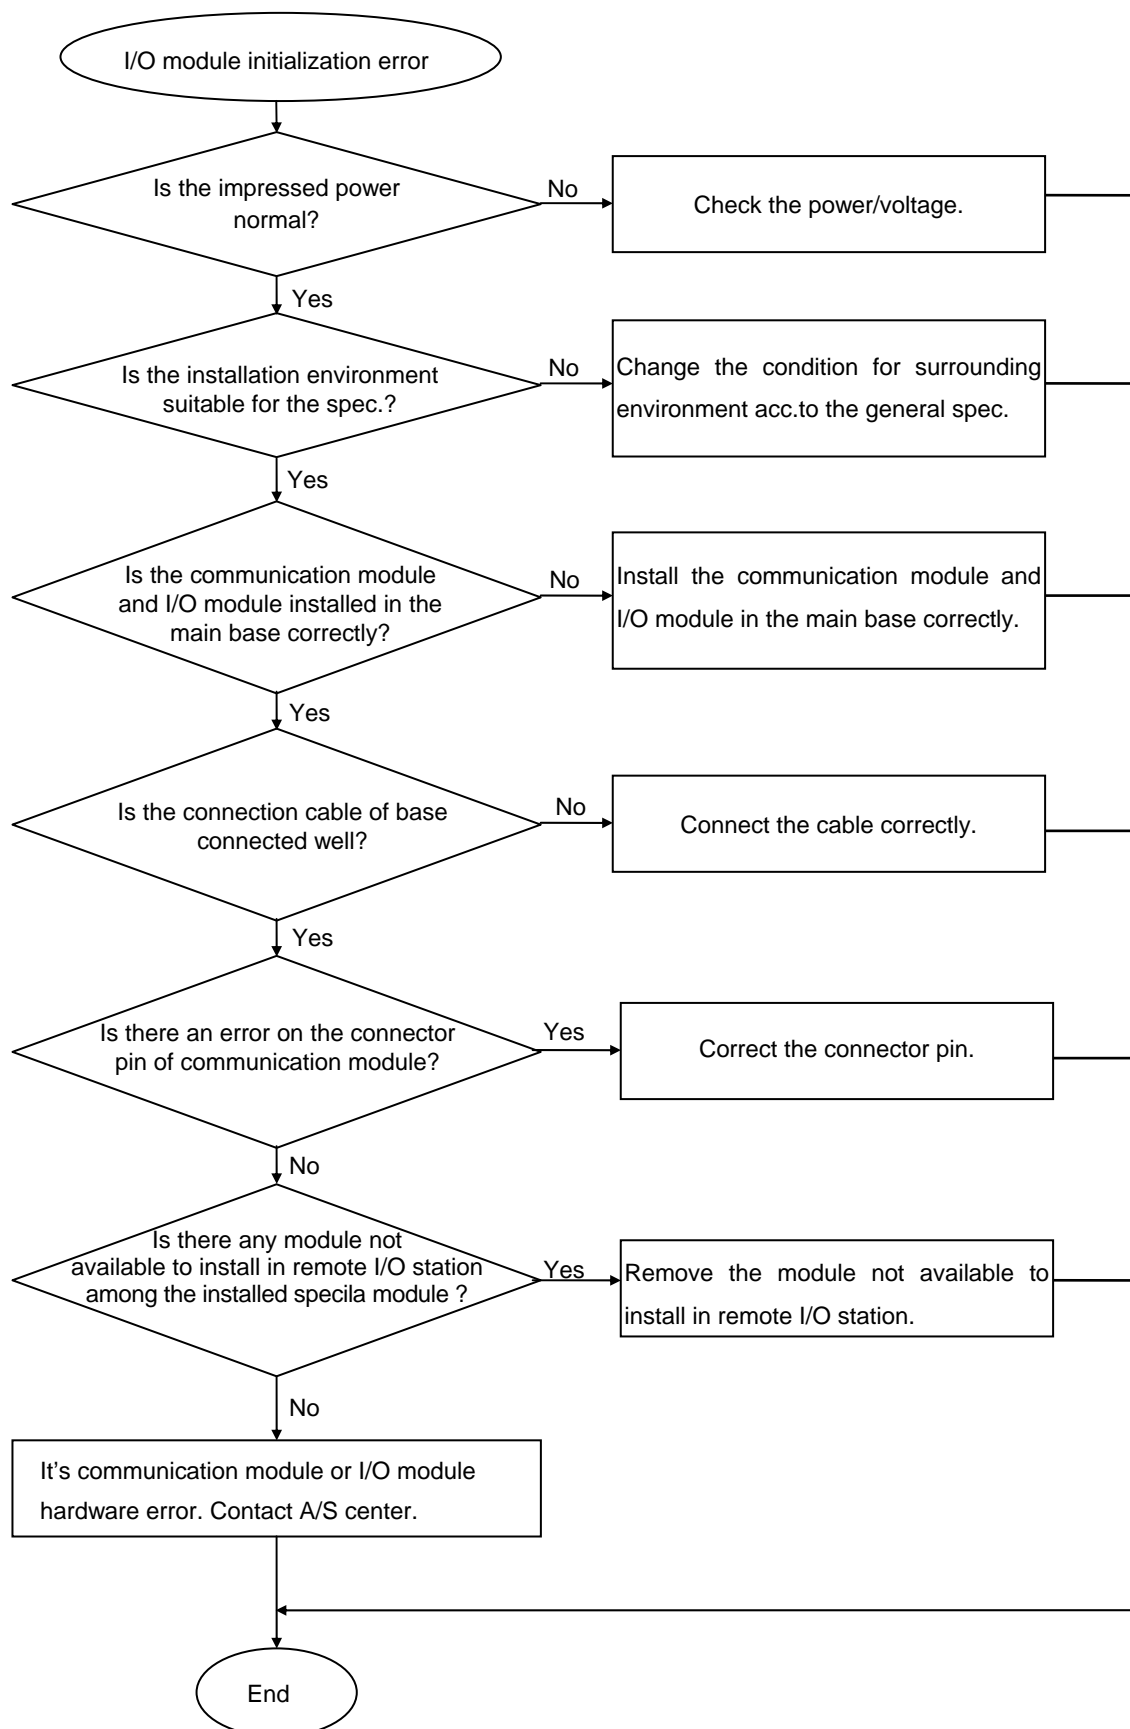 I/O module initialization error
Is the impressed power
normal?
No
Check the power/voltage.
Yes
Is the installation environment
suitable for the spec.?
No
Change the condition for surrounding
environment acc.to the general spec.
Yes
Is the communication module
and I/O module installed in the
main base correctly?
No
Install the communication module and
I/O module in the main base correctly.
Yes
Is the connection cable of base
connected well?
No
Connect the cable correctly.
Yes
Is there an error on the connector
pin of communication module?
Yes
Correct the connector pin.
No
Is there any module not
available to install in remote I/O station
among the installed specila module ?
Yes
Remove the module not available to
install in remote I/O station.
No
It's communication module or I/O module
hardware error. Contact A/S center.
End